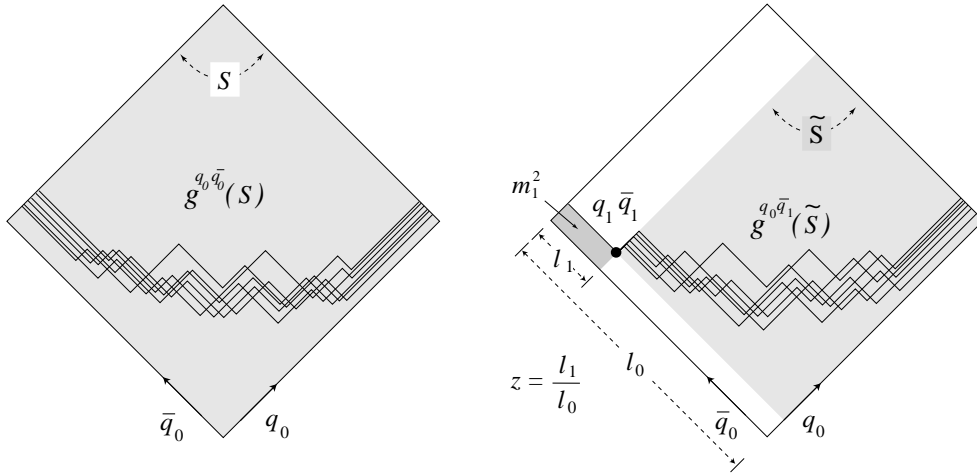 S
g^{q_0 \bar{q}_0}(S)
\bar{q}_0
q_0
\tilde{s}
m_1^2
q_1 \bar{q}_1
g^{q_0 \bar{q}_1}(\tilde{S})
l_1
l_0
z = \frac{l_1}{l_0}
\bar{q}_0
q_0